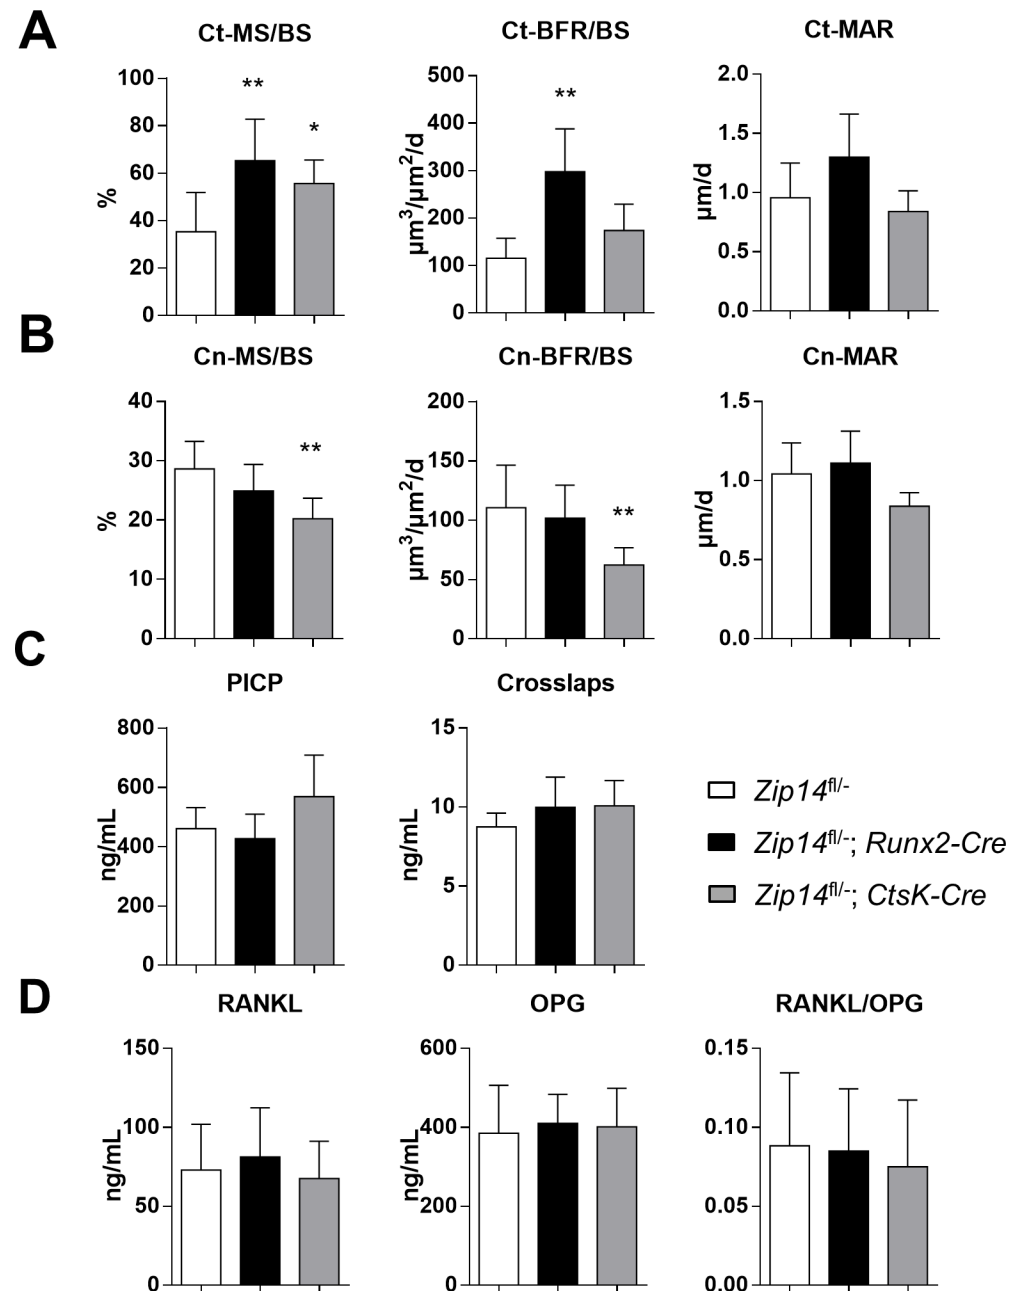 A
Ct-MS/BS
Ct-BFR/BS
Ct-MAR
100
80
60
40
20
0
%
**
*
500
400
300
200
100
0
µm³/µm²/d
**
2.0
1.5
1.0
0.5
0.0
µm/d
B
Cn-MS/BS
Cn-BFR/BS
Cn-MAR
40
30
20
10
0
%
**
200
150
100
50
0
µm³/µm²/d
**
1.5
1.0
0.5
0.0
µm/d
C
PICP
Crosslaps
800
600
400
200
0
ng/mL
15
10
5
0
ng/mL
Zip14fl/-
Zip14fl/-; Runx2-Cre
Zip14fl/-; CtsK-Cre
D
RANKL
OPG
RANKL/OPG
150
100
50
0
ng/mL
600
400
200
0
ng/mL
0.15
0.10
0.05
0.00